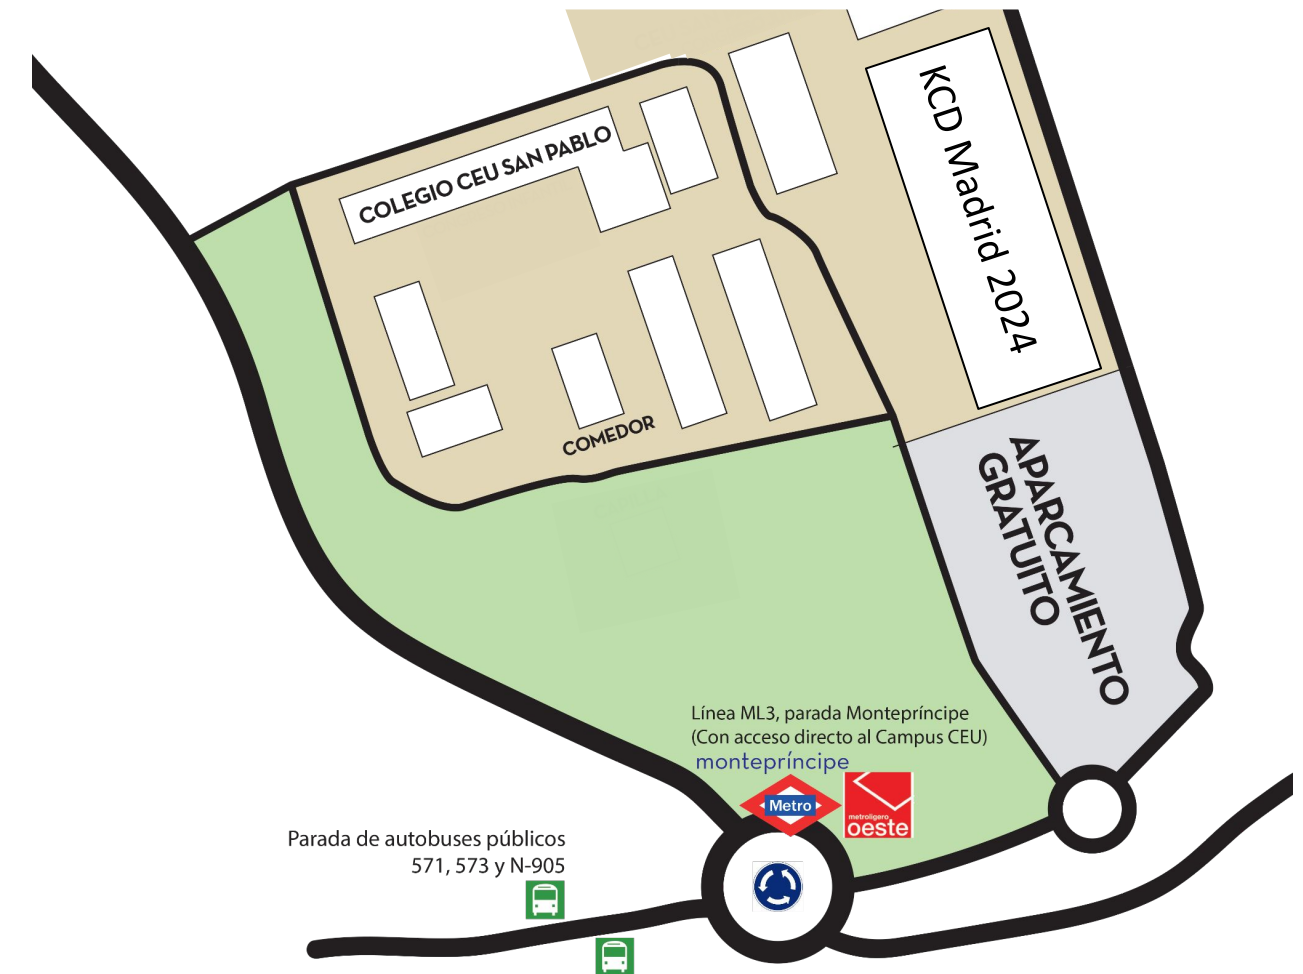 COLEGIO CEU SAN PABLO
KCD Madrid 2024
COMEDOR
APARCAMIENTO
GRATUITO
Línea ML3, parada Montepríncipe
(Con acceso directo al Campus CEU)
montepríncipe
Metro
metroligero
oeste
Parada de autobuses públicos
571, 573 y N-905